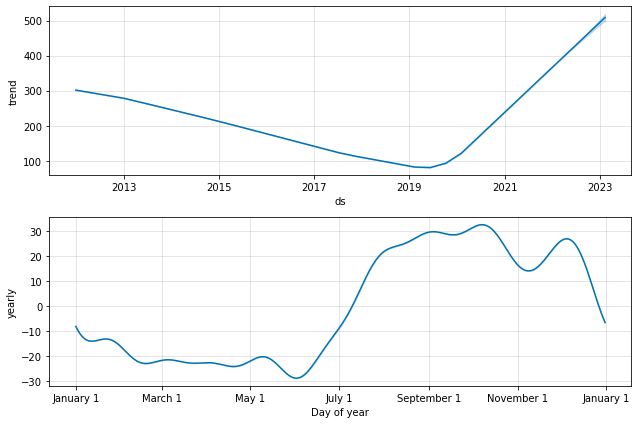 500
400
300
200
100
trend
2013 2015 2017 2019 2021 2023
ds
30
20
10
0
−10
−20
−30
yearly
January 1 March 1 May 1 July 1 September 1 November 1 January 1
Day of year